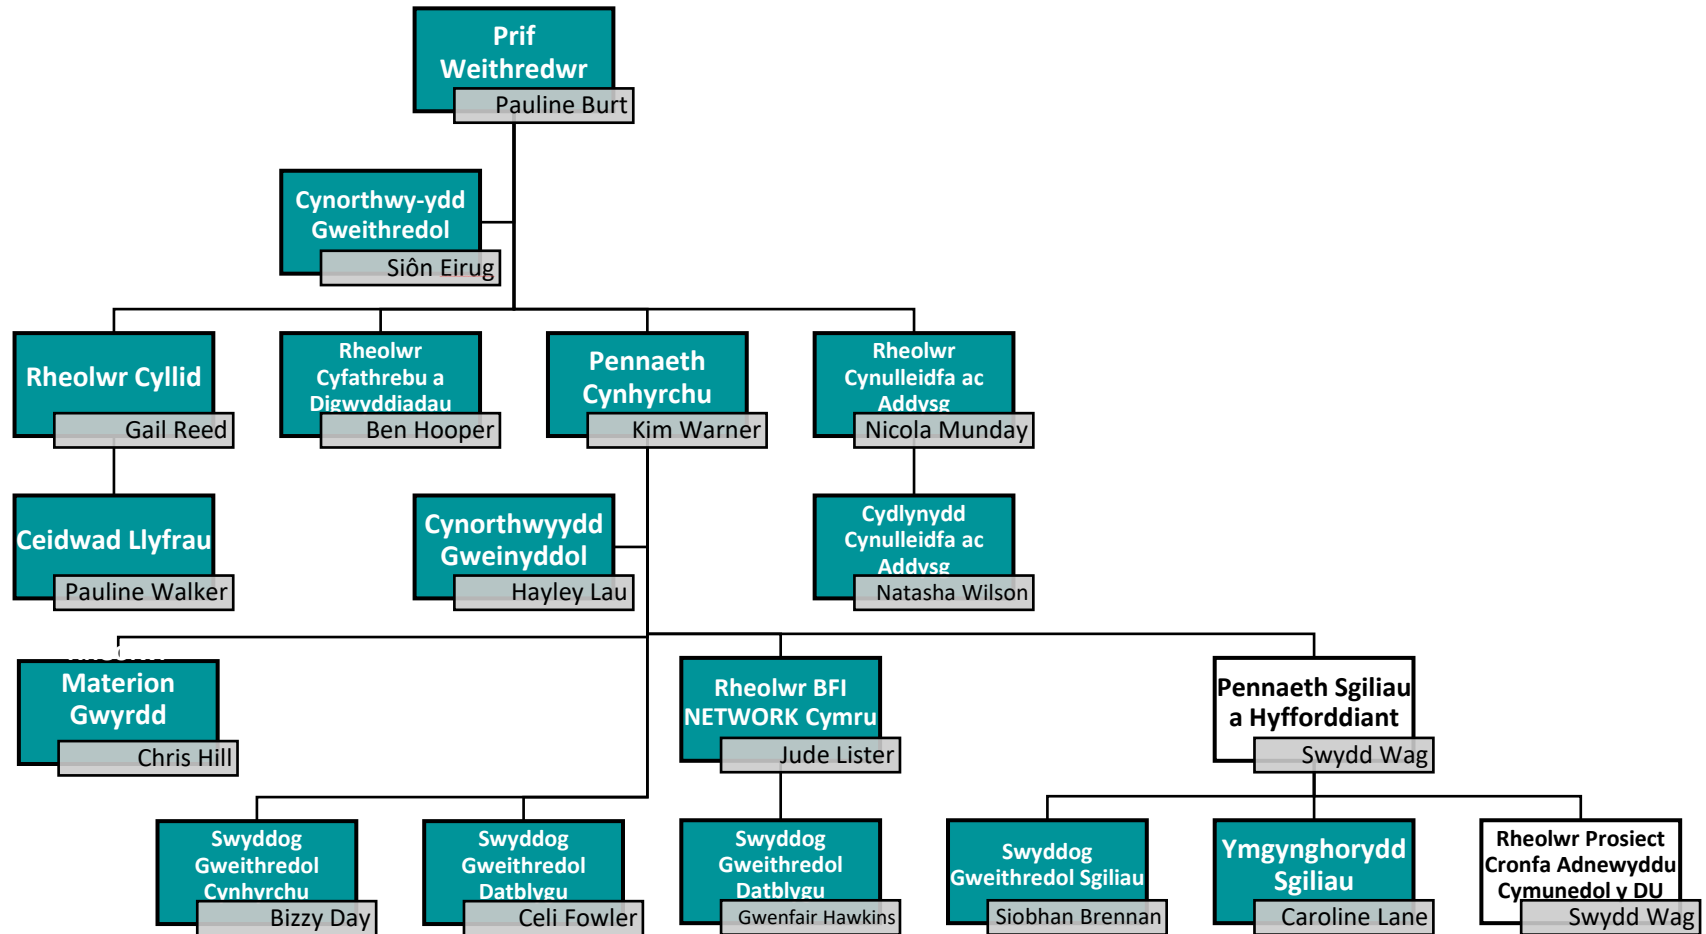 Prif
Weithredwr
Pauline Burt
Cynorthwy-ydd
Gweithredol
Siôn Eirug
Rheolwr Cyllid
Gail Reed
Rheolwr
Cyfathrebu a
Digwyddiadau
Ben Hooper
Pennaeth
Cynhyrchu
Kim Warner
Rheolwr
Cynulleidfa ac
Addysg
Nicola Munday
Ceidwad Llyfrau
Pauline Walker
Cynorthwyydd
Gweinyddol
Hayley Lau
Cydlynydd
Cynulleidfa ac
Addysg
Natasha Wilson
Materion
Gwyrdd
Chris Hill
Rheolwr BFI
NETWORK Cymru
Jude Lister
Pennaeth Sgiliau
a Hyfforddiant
Swydd Wag
Swyddog
Gweithredol
Cynhyrchu
Bizzy Day
Swyddog
Gweithredol
Datblygu
Celi Fowler
Swyddog
Gweithredol
Datblygu
Gwenfair Hawkins
Swyddog
Gweithredol Sgiliau
Siobhan Brennan
Ymgynghorydd
Sgiliau
Caroline Lane
Rheolwr Prosiect
Cronfa Adnewyddu
Cymunedol y DU
Swydd Wag